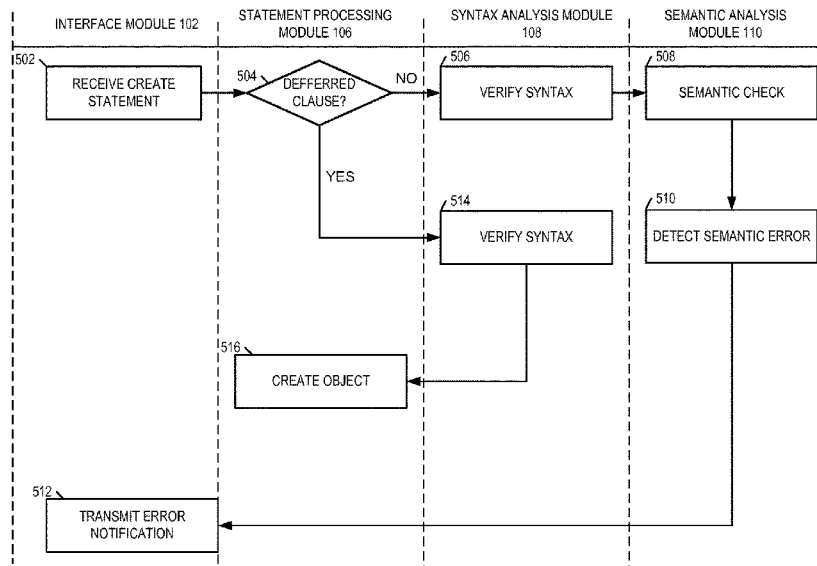 INTERFACE MODULE 102
STATEMENT PROCESSING
MODULE 106
SYNTAX ANALYSIS MODULE
108
SEMANTIC ANALYSIS
MODULE 110
502
RECEIVE CREATE
STATEMENT
504
DEFFERRED
CLAUSE?
NO
506
VERIFY SYNTAX
508
SEMANTIC CHECK
YES
514
VERIFY SYNTAX
510
DETECT SEMANTIC ERROR
516
CREATE OBJECT
512
TRANSMIT ERROR
NOTIFICATION